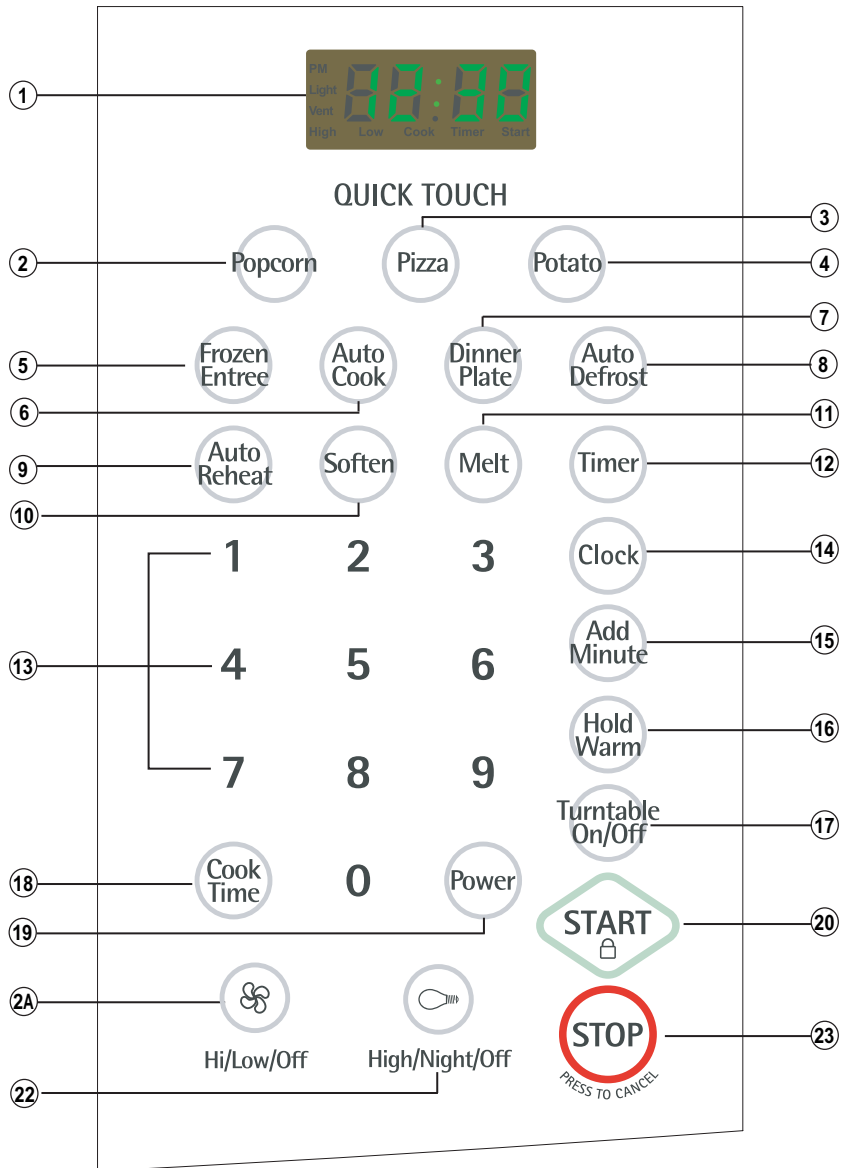 PM
Light
Vent
High Low Cook Timer Start
12:30
1
QUICK TOUCH
3
2
Popcorn
Pizza
Potato
4
7
5
Frozen
Entree
Auto
Cook
Dinner
Plate
Auto
Defrost
8
6
11
9
Auto
Reheat
Soften
Melt
Timer
12
10
1 2 3
Clock
14
Add
Minute
15
13
4 5 6
Hold
Warm
16
7 8 9
Turntable
On/Off
17
18
Cook
Time
0
Power
19
START
20
2A
Hi/Low/Off
High/Night/Off
22
STOP
23
PRESS TO CANCEL